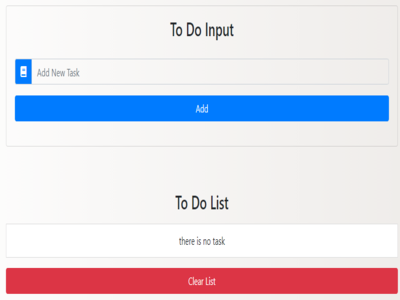 To Do Input
Add New Task
Add
To Do List
there is no task
Clear List